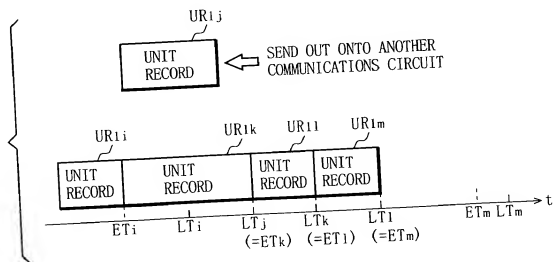 UR1j
UNIT
RECORD
SEND OUT ONTO ANOTHER
COMMUNICATIONS CIRCUIT
UR1i UR1k UR1l UR1m
UNIT RECORD UNIT RECORD UNIT RECORD UNIT RECORD
ETi LTi LTj LTk LTl ETm LTm t
(=ETk) (=ETl) (=ETm)